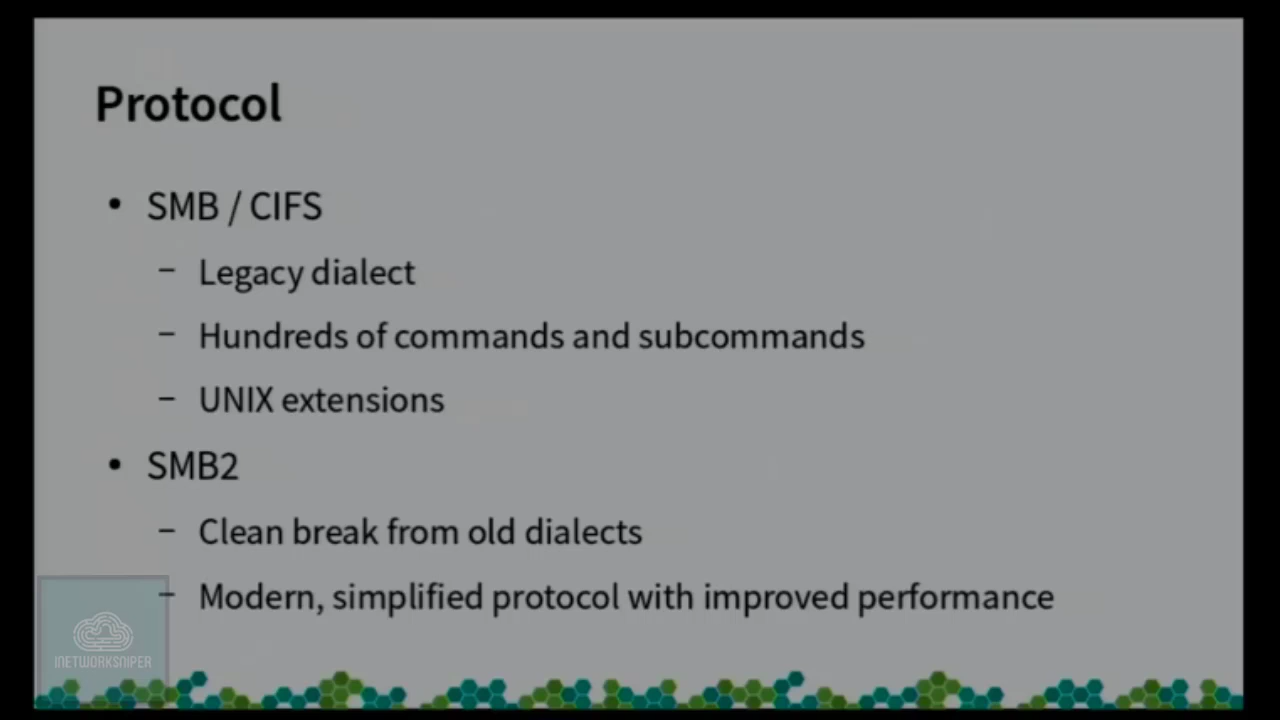 Protocol
• SMB / CIFS
– Legacy dialect
– Hundreds of commands and subcommands
– UNIX extensions
• SMB2
– Clean break from old dialects
– Modern, simplified protocol with improved performance
INETWORKSNIPER